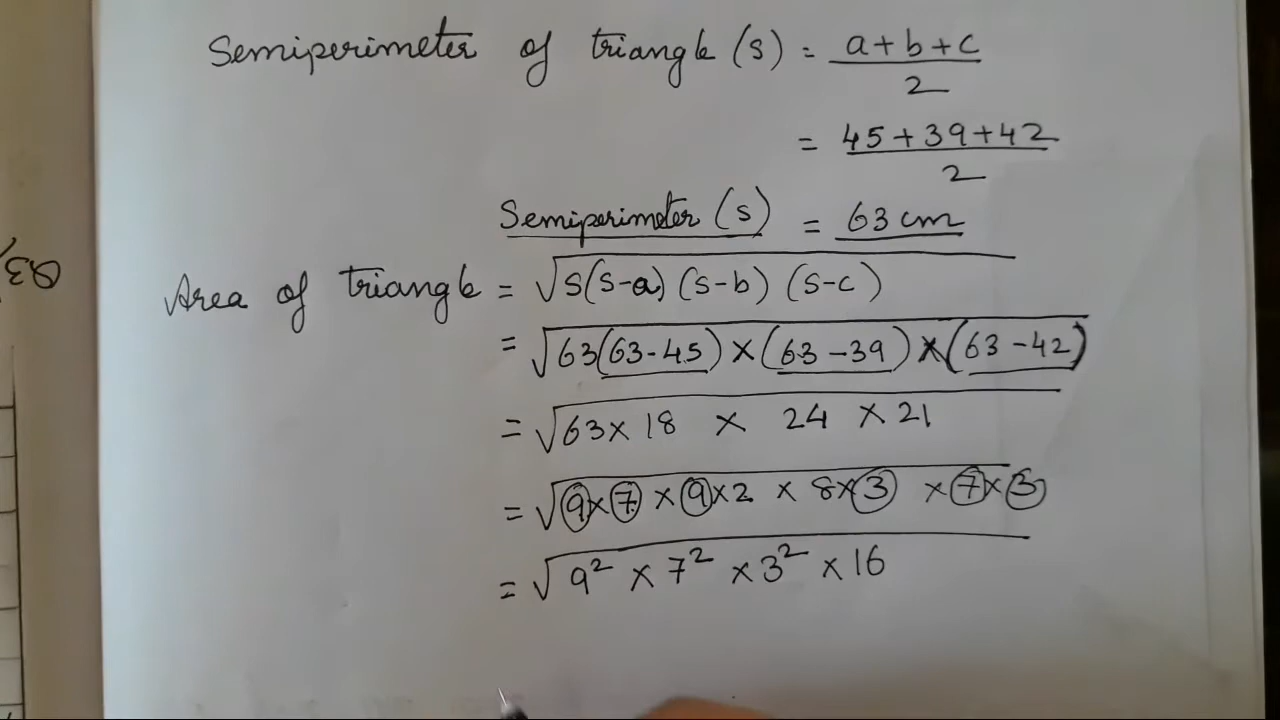 Semiperimeter of triangle (s) = a+b+c/2
= 45+39+42/2
Semiperimeter (s) = 63 cm
Area of triangle = √s(s-a) (s-b) (s-c)
= √63(63-45) × (63-39) × (63-42)
= √63×18 × 24 × 21
= √9×7 × 9×2 × 8×3 × 7×3
= √9² × 7² × 3² × 16
Q.3